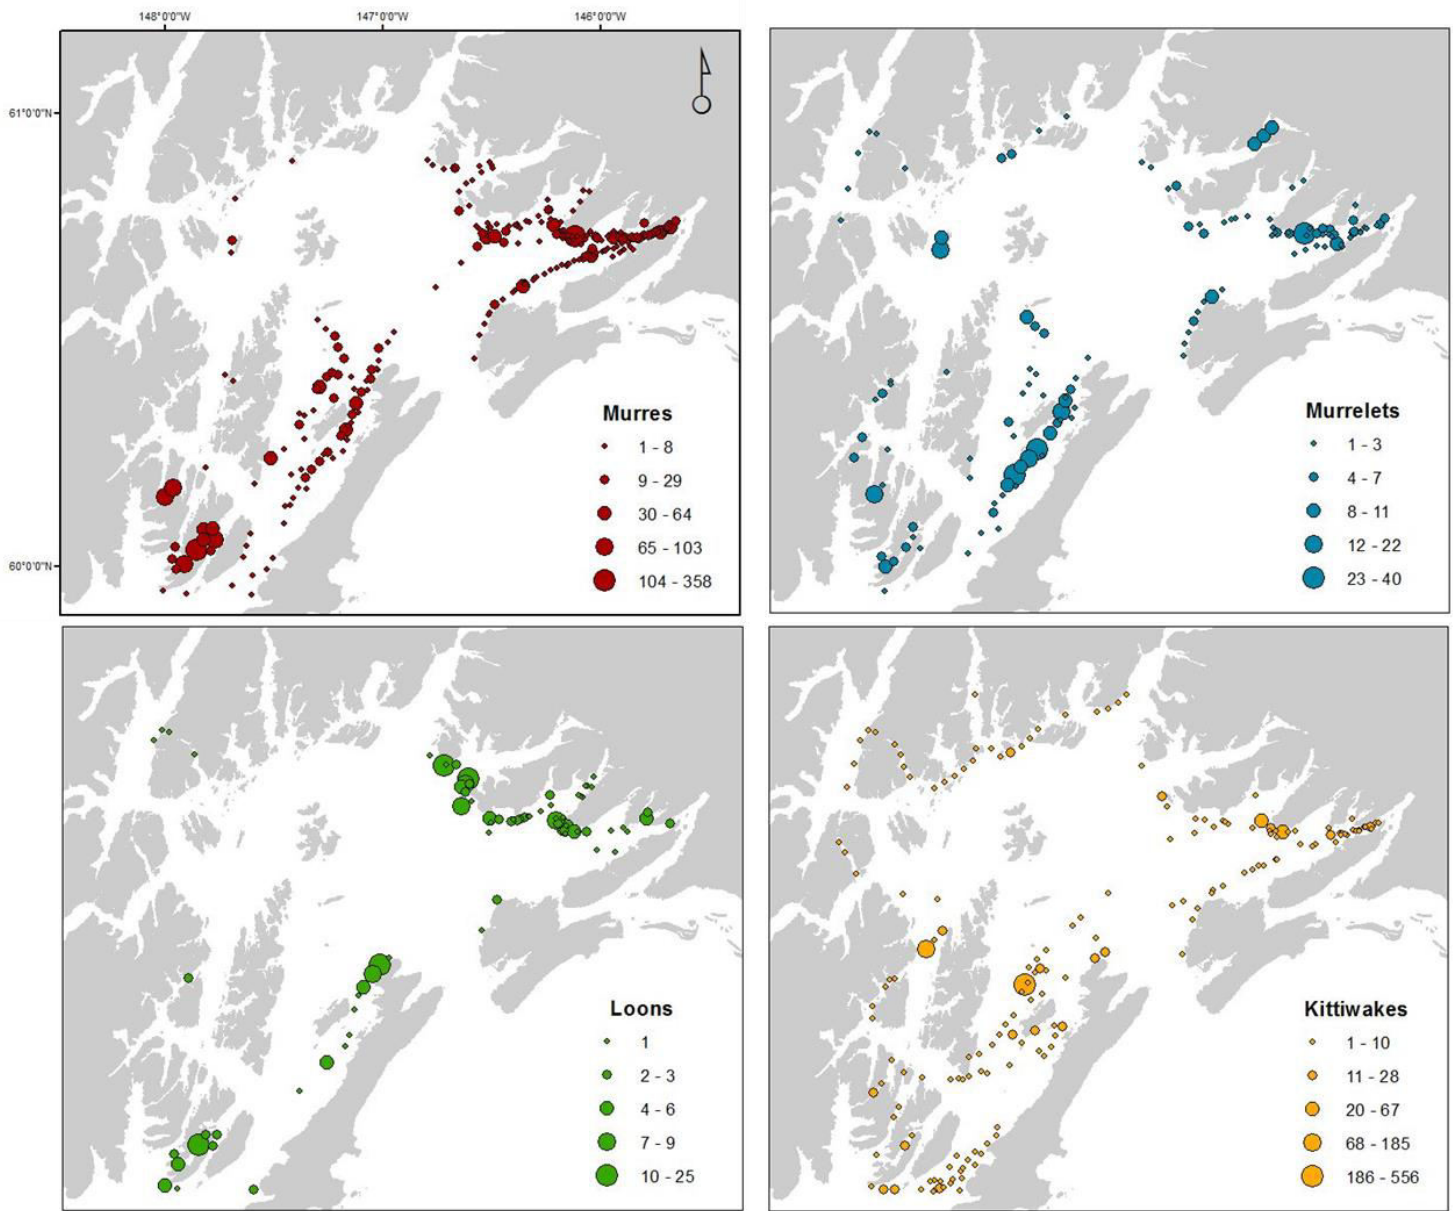 148°0'0"W 147°0'0"W 146°0'0"W
61°0'0"N
60°0'0"N
Murres
1 - 8
9 - 29
30 - 64
65 - 103
104 - 358
Murrelets
1 - 3
4 - 7
8 - 11
12 - 22
23 - 40
Loons
1
2 - 3
4 - 6
7 - 9
10 - 25
Kittiwakes
1 - 10
11 - 28
20 - 67
68 - 185
186 - 556